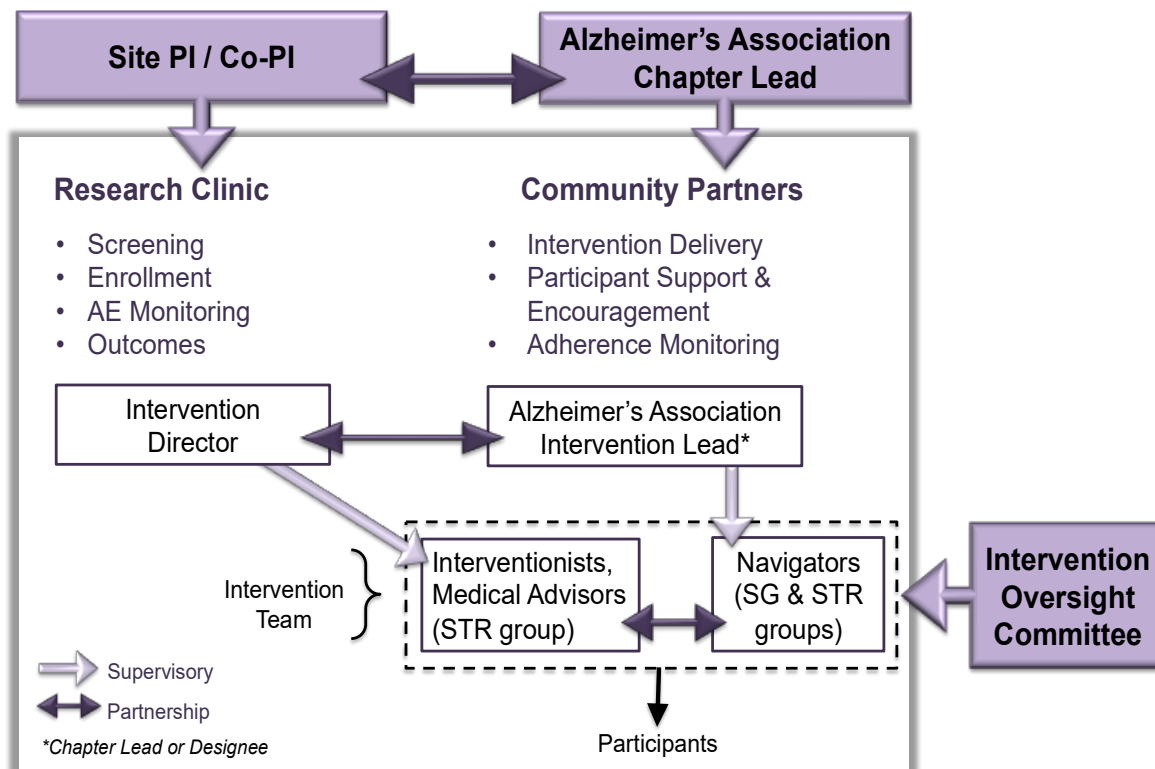 Site PI / Co-PI
Alzheimer's Association
Chapter Lead
Research Clinic
• Screening
• Enrollment
• AE Monitoring
• Outcomes
Community Partners
• Intervention Delivery
• Participant Support &
Encouragement
• Adherence Monitoring
Intervention
Director
Alzheimer's Association
Intervention Lead*
Intervention
Team
Interventionists,
Medical Advisors
(STR group)
Navigators
(SG & STR
groups)
Intervention
Oversight
Committee
Supervisory
Partnership
*Chapter Lead or Designee
Participants